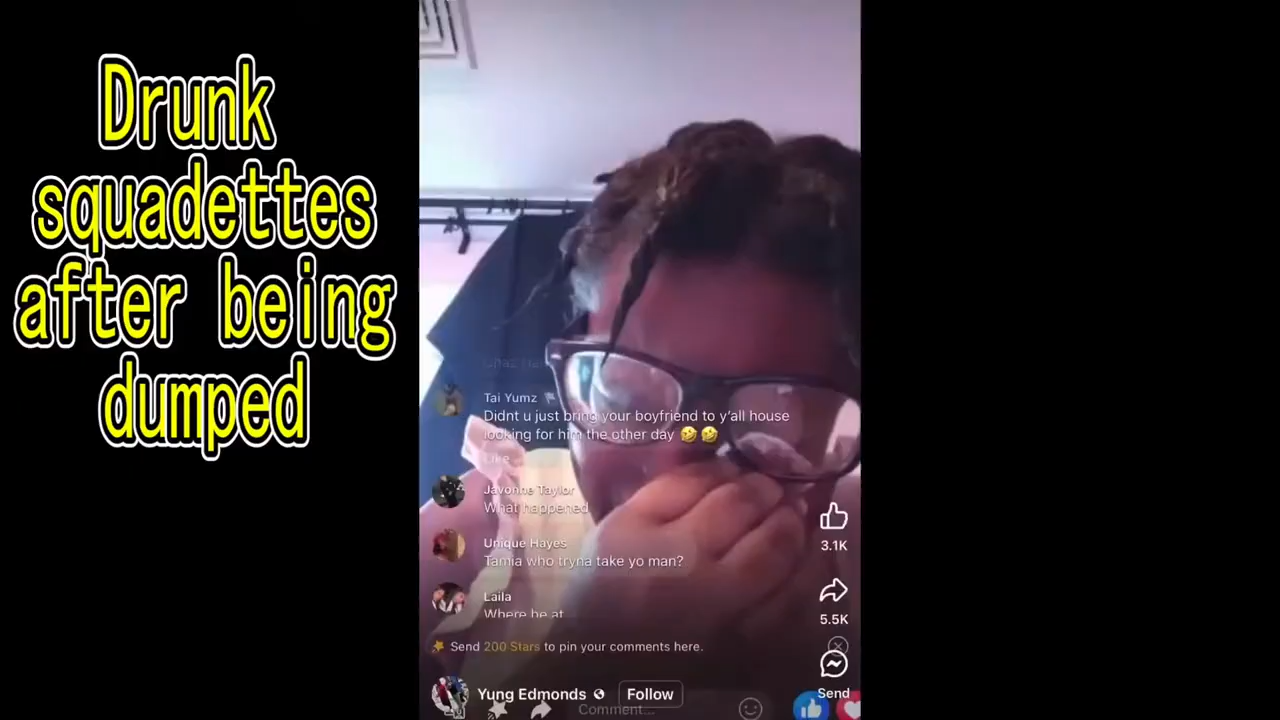 Drunk
squadettes
after being
dumped
Tai Yumz
Didnt u just bring your boyfriend to y'all house
looking for him the other day 🤣🤣
Like
Javonne Taylor
What happened
Unique Hayes
Tamia who tryna take yo man?
Laila
Where he at
Send 200 Stars to pin your comments here.
Yung Edmonds
Follow
Comment...
3.1K
5.5K
Send